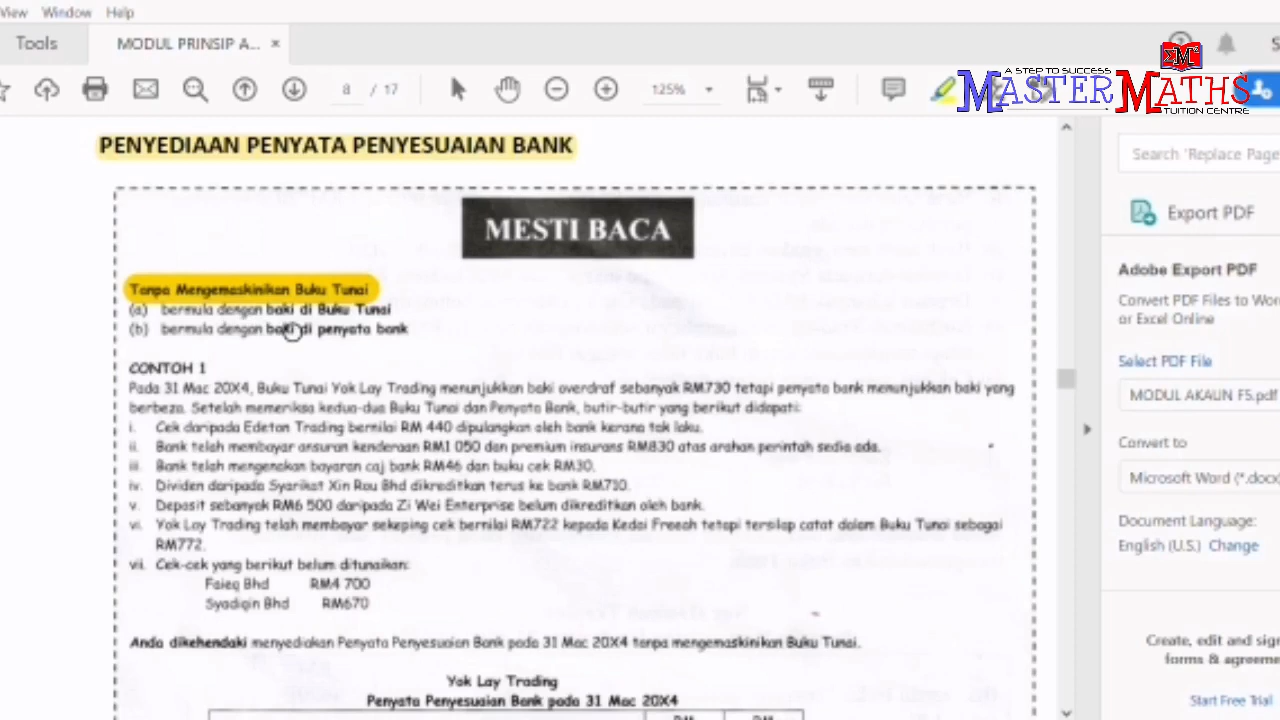 View Window Help
Tools MODUL PRINSIP A... ×
8 / 17 125%
A STEP TO SUCCESS
MASTER MATHS
TUITION CENTRE
PENYEDIAAN PENYATA PENYESUAIAN BANK
MESTI BACA
Tanpa Mengemaskinikan Buku Tunai
(a) bermula dengan baki di Buku Tunai
(b) bermula dengan baki di penyata bank
CONTOH 1
Pada 31 Mac 20X4, Buku Tunai Yok Lay Trading menunjukkan baki overdraf sebanyak RM730 tetapi penyata bank menunjukkan baki yang
berbeza. Setelah memeriksa kedua-dua Buku Tunai dan Penyata Bank, butir-butir yang berikut didapati:
i. Cek daripada Edeton Trading bernilai RM 440 dipulangkan oleh bank kerana tak laku.
ii. Bank telah membayar ansuran kenderaan RM1 050 dan premium insurans RM830 atas arahan perintah sedia ada.
iii. Bank telah mengenakan bayaran caj bank RM46 dan buku cek RM30.
iv. Dividen daripada Syarikat Xin Rou Bhd dikreditkan terus ke bank RM710.
v. Deposit sebanyak RM6 500 daripada Zi Wei Enterprise belum dikreditkan oleh bank.
vi. Yok Lay Trading telah membayar sekeping cek bernilai RM722 kepada Kedai Freeah tetapi tersilap catat dalam Buku Tunai sebagai
RM772.
vii. Cek-cek yang berikut belum ditunaikan:
Faieq Bhd RM4 700
Syadiqin Bhd RM670
Anda dikehendaki menyediakan Penyata Penyesuaian Bank pada 31 Mac 20X4 tanpa mengemaskinikan Buku Tunai.
Yok Lay Trading
Penyata Penyesuaian Bank pada 31 Mac 20X4
RM RM
Search 'Replace Page
Export PDF
Adobe Export PDF
Convert PDF Files to Wor
or Excel Online
Select PDF File
MODUL AKAUN F5.pdf
Convert to
Microsoft Word (*.docx
Document Language:
English (U.S.) Change
Create, edit and sign
forms & agreeme
Start Free Trial